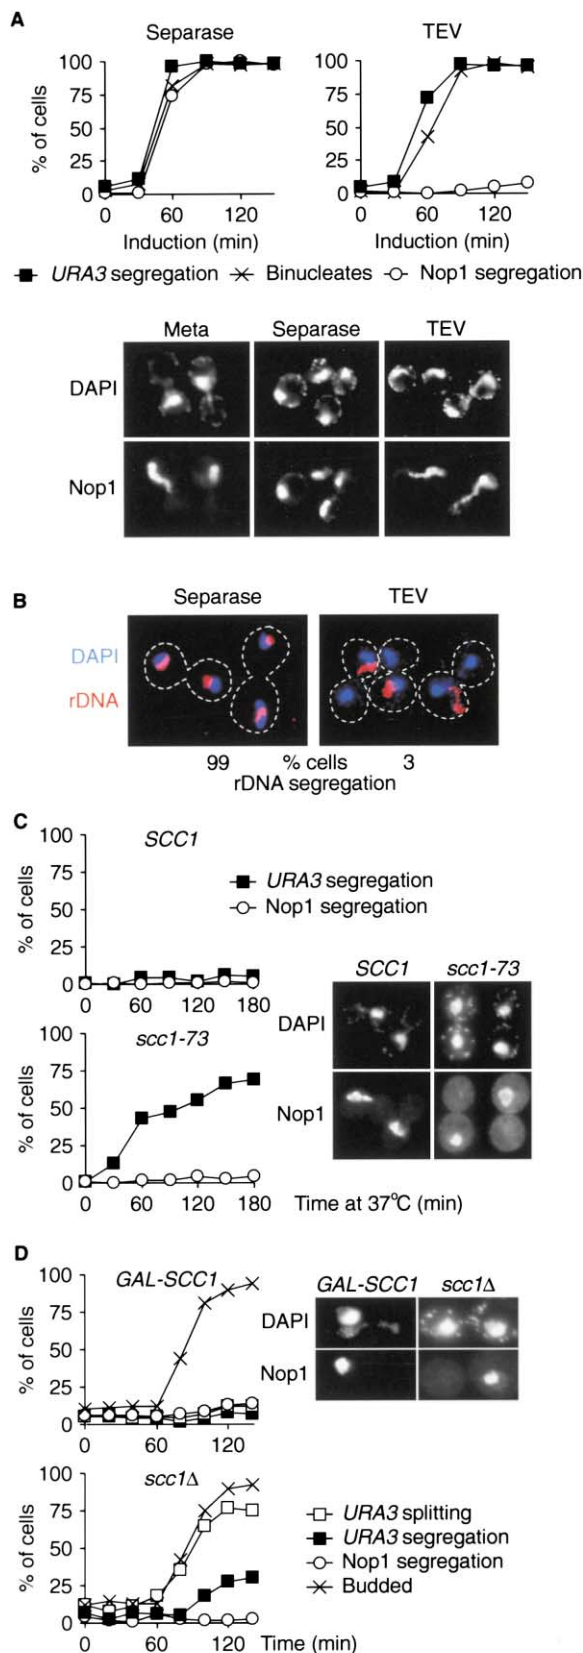 A
Separase TEV
% of cells
100
75
50
25
0
0 60 120
Induction (min)
100
75
50
25
0
0 60 120
Induction (min)
URA3 segregation Binucleates Nop1 segregation
Meta Separase TEV
DAPI
Nop1
B
Separase TEV
DAPI
rDNA
99 % cells 3
rDNA segregation
C
SCC1
% of cells
100
75
50
25
0
0 60 120 180
URA3 segregation
Nop1 segregation
scc1-73
% of cells
100
75
50
25
0
0 60 120 180
Time at 37°C (min)
SCC1 scc1-73
DAPI
Nop1
D
GAL-SCC1
% of cells
100
75
50
25
0
0 60 120
GAL-SCC1 scc1Δ
DAPI
Nop1
scc1Δ
% of cells
100
75
50
25
0
0 60 120
Time (min)
URA3 splitting
URA3 segregation
Nop1 segregation
Budded